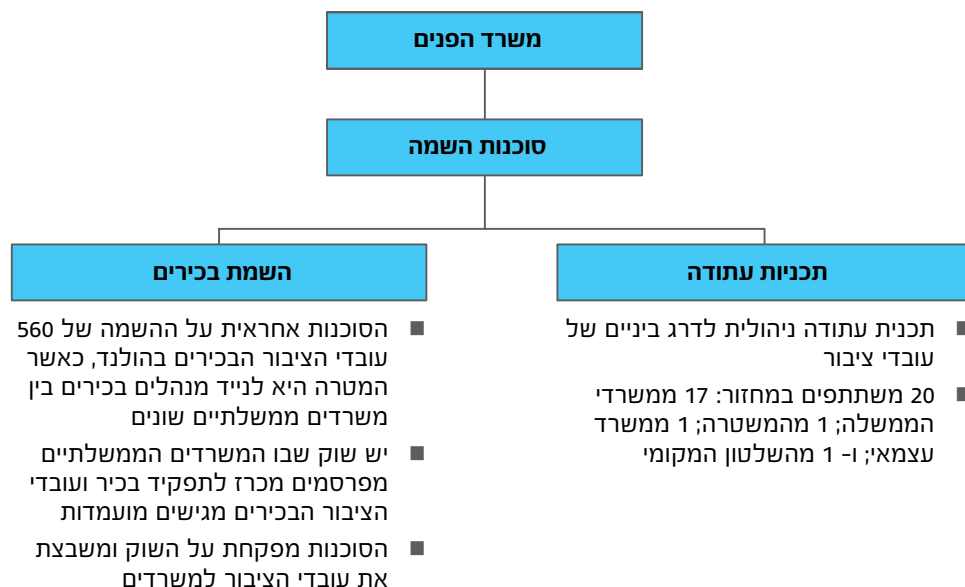 משרד הפנים
סוכנות השמה
תכניות עתודה
■ תכנית עתודה ניהולית לדרג ביניים של
עובדי ציבור
■ 20 משתתפים במחזור: 17 ממשרדי
הממשלה; 1 מהמשטרה; 1 ממשרד
עצמאי; ו- 1 מהשלטון המקומי
השמת בכירים
■ הסוכנות אחראית על ההשמה של 560
עובדי הציבור הבכירים בהולנד, כאשר
המטרה היא לנייד מנהלים בכירים בין
משרדים ממשלתיים שונים
■ יש שוק שבו המשרדים הממשלתיים
מפרסמים מכרז לתפקיד בכיר ועובדי
הציבור הבכירים מגישים מועמדות
■ הסוכנות מפקחת על השוק ומשבצת
את עובדי הציבור למשרדים